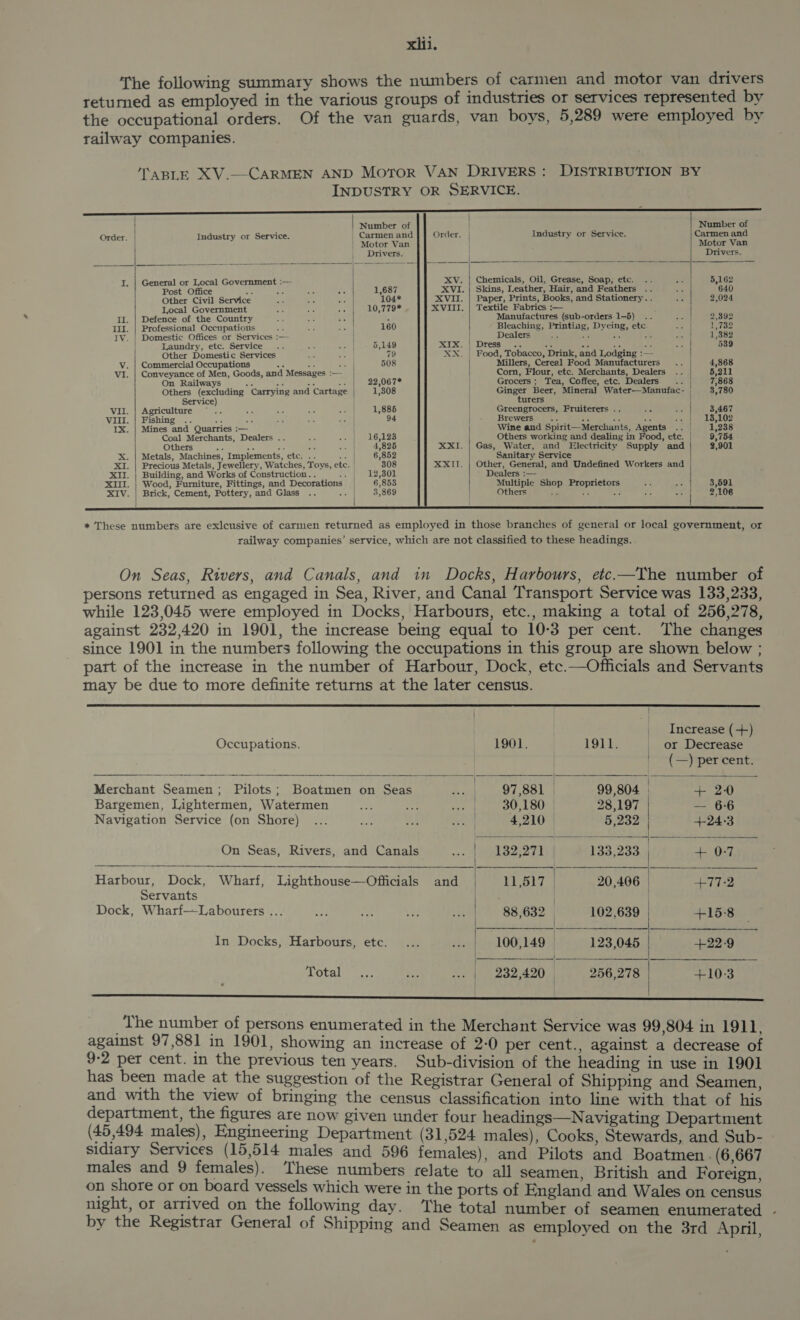 xlii.
The following summary shows the numbers of carmen and motor van drivers
returned as employed in the various groups of industries or services represented by
the occupational orders. Of the van guards, van boys, 5,289 were employed by
railway companies.
TABLE XV.—CARMEN AND MOTOR VAN DRIVERS: DISTRIBUTION BY
INDUSTRY OR SERVICE.
Order. Industry or Service. Number of Carmen and Motor Van Drivers.
I. General or Local Government :—
Post Office 1,687
Other Civil Service 104*
Local Government 10,779*
II. Defence of the Country
III. Professional Occupations 160
IV. Domestic Offices or Services :—
Laundry, etc. Service 5,149
Other Domestic Services 79
V. Commercial Occupations 508
VI. Conveyance of Men, Goods, and Messages :—
On Railways 22,067*
Others (excluding Carrying and Cartage 1,308
Service)
VII. Agriculture 1,885
VIII. Fishing 94
IX. Mines and Quarries :—
Coal Merchants, Dealers 16,123
Others 4,825
X. Metals, Machines, Implements, etc. 6,852
XI. Precious Metals, Jewellery, Watches, Toys, etc. 308
XII. Building, and Works of Construction 12,301
XIII. Wood, Furniture, Fittings, and Decorations 6,853
XIV. Brick, Cement, Pottery, and Glass 3,869
Order. Industry or Service. Number of Carmen and Motor Van Drivers.
XV. Chemicals, Oil, Grease, Soap, etc. 5,162
XVI. Skins, Leather, Hair, and Feathers 640
XVII. Paper, Prints, Books, and Stationery 2,024
XVIII. Textile Fabrics :—
Manufactures (sub-orders 1-5) 2,392
Bleaching, Printing, Dyeing, etc 1,732
Dealers 1,382
XIX. Dress 539
XX. Food, Tobacco, Drink, and Lodging :—
Millers, Cereal Food Manufacturers 4,868
Corn, Flour, etc. Merchants, Dealers 5,211
Grocers ; Tea, Coffee, etc. Dealers 7,868
Ginger Beer, Mineral Water—Manufac- 3,780
turers
Greengrocers, Fruiterers 3,467
Brewers 13,102
Wine and Spirit—Merchants, Agents 1,238
Others working and dealing in Food, etc. 9,754
XXI. Gas, Water, and Electricity Supply and 2,901
Sanitary Service
XXII. Other, General, and Undefined Workers and
Dealers :—
Multiple Shop Proprietors 3,591
Others 2,106
* These numbers are exlcusive of carmen returned as employed in those branches of general or local government, or
railway companies' service, which are not classified to these headings.
On Seas, Rivers, and Canals, and in Docks, Harbours, etc.—The number of
persons returned as engaged in Sea, River, and Canal Transport Service was 133,233,
while 123,045 were employed in Docks, Harbours, etc., making a total of 256,278,
against 232,420 in 1901, the increase being equal to 10·3 per cent. The changes
since 1901 in the numbers following the occupations in this group are shown below ;
part of the increase in the number of Harbour, Dock, etc.—Officials and Servants
may be due to more definite returns at the later census.
Occupations. 1901. 1911. Increase (+) or Decrease (—) per cent.
Merchant Seamen ; Pilots ; Boatmen on Seas ... 97,881 99,804 + 2·0
Bargemen, Lightermen, Watermen ... 30,180 28,197 — 6·6
Navigation Service (on Shore) ... 4,210 5,232 +24·3
On Seas, Rivers, and Canals ... 132,271 133,233 + 0·7
Harbour, Dock, Wharf, Lighthouse—Officials and 11,517 20,406 +77·2
Servants
Dock, Wharf—Labourers ... 88,632 102,639 +15·8
In Docks, Harbours, etc. ... 100,149 123,045 +22·9
Total ... 232,420 256,278 +10·3
The number of persons enumerated in the Merchant Service was 99,804 in 1911,
against 97,881 in 1901, showing an increase of 2·0 per cent., against a decrease of
9·2 per cent. in the previous ten years. Sub-division of the heading in use in 1901
has been made at the suggestion of the Registrar General of Shipping and Seamen,
and with the view of bringing the census classification into line with that of his
department, the figures are now given under four headings—Navigating Department
(45,494 males), Engineering Department (31,524 males), Cooks, Stewards, and Sub-
sidiary Services (15,514 males and 596 females), and Pilots and Boatmen (6,667
males and 9 females). These numbers relate to all seamen, British and Foreign,
on shore or on board vessels which were in the ports of England and Wales on census
night, or arrived on the following day. The total number of seamen enumerated
by the Registrar General of Shipping and Seamen as employed on the 3rd April,